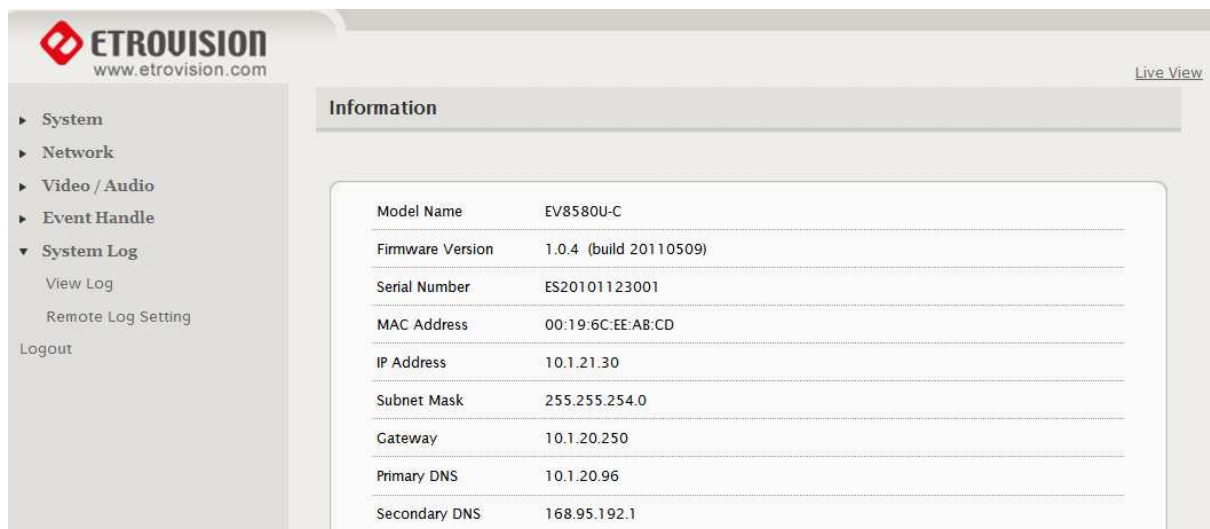 ETROVISION
www.etrovision.com
Live View
System
Network
Video / Audio
Event Handle
System Log
View Log
Remote Log Setting
Logout
Information
Model Name EV8580U-C
Firmware Version 1.0.4 (build 20110509)
Serial Number ES20101123001
MAC Address 00:19:6C:EE:AB:CD
IP Address 10.1.21.30
Subnet Mask 255.255.254.0
Gateway 10.1.20.250
Primary DNS 10.1.20.96
Secondary DNS 168.95.192.1